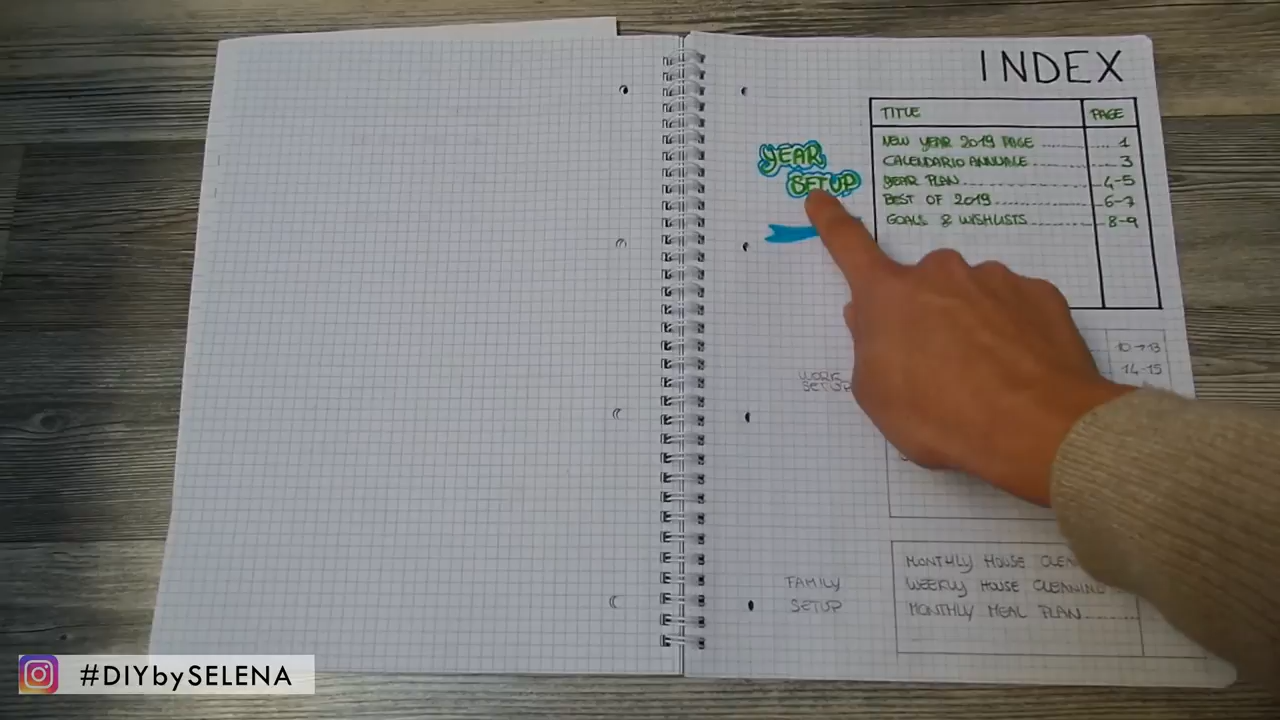 INDEX
TITLE PAGE
NEW YEAR 2019 PAGE 1
CALENDARIO ANNUALE 3
YEAR PLAN 4-5
BEST OF 2019 6-7
GOALS & WISHLISTS 8-9
YEAR
SETUP
10→13
14-15
WORK
SETUP
MONTHLY HOUSE
WEEKLY HOUSE CLEANING
MONTHLY MEAL PLAN
FAMILY
SETUP
#DIYbySELENA